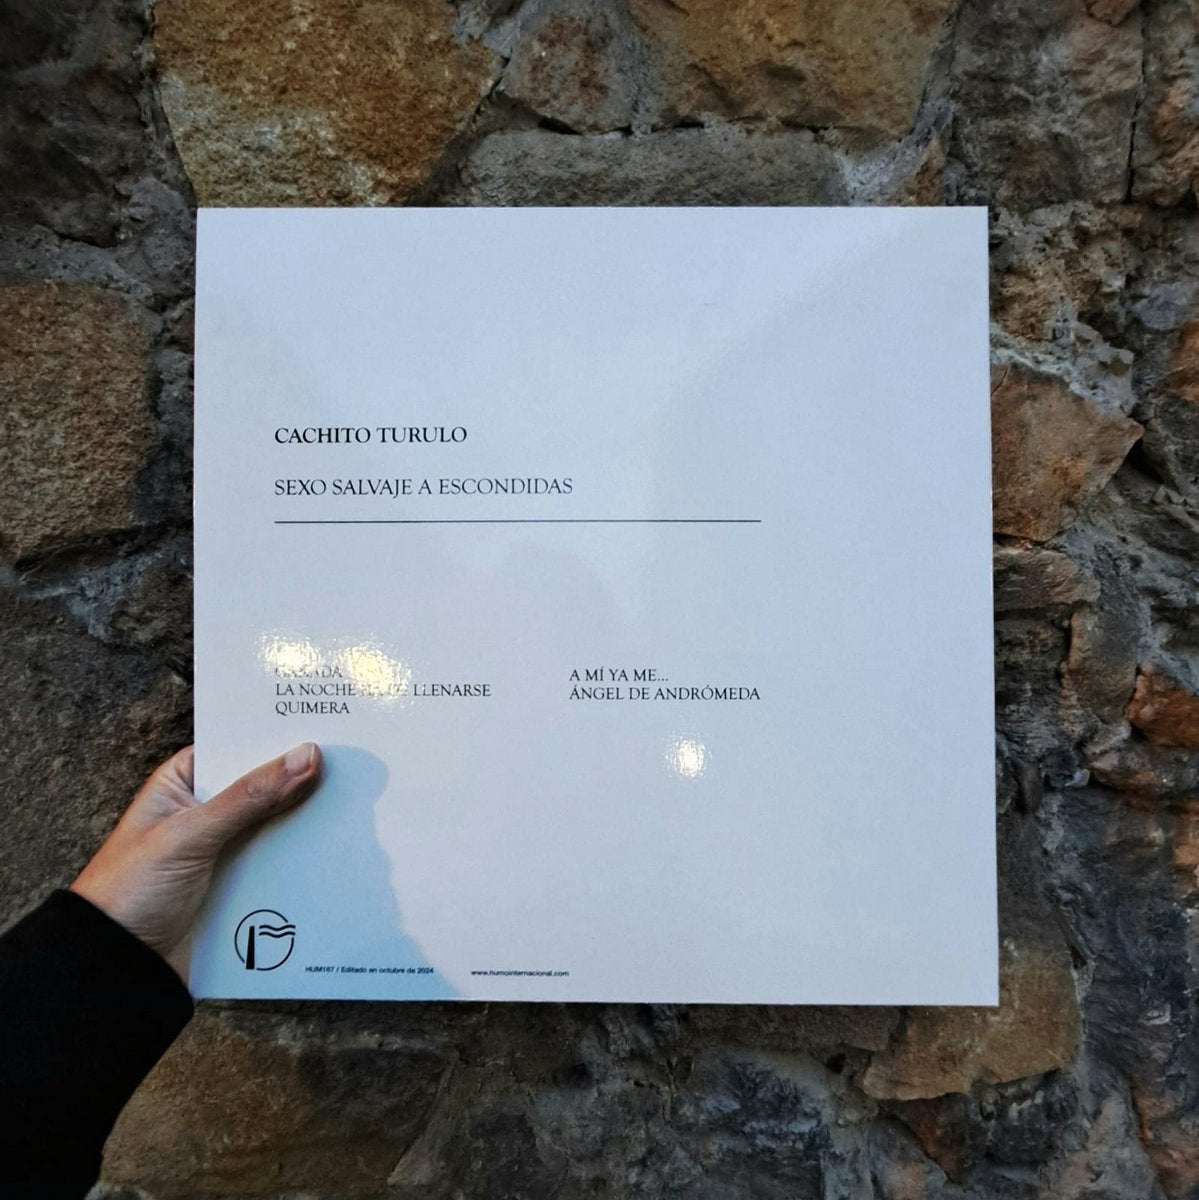 CACHITO TURULO
SEXO SALVAJE A ESCONDIDAS
LA NOCHE LLENARSE
QUIMERA
A MÍ YA ME...
ÁNGEL DE ANDRÓMEDA
HUM167 / Editado en octubre de 2024
www.humointernacional.com